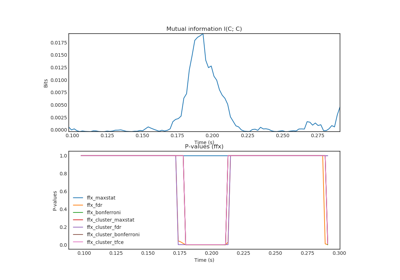 Mutual information I(C; C)
0.0175
0.0150
0.0125
0.0100
0.0075
0.0050
0.0025
0.0000
Bits
0.100 0.125 0.150 0.175 0.200 0.225 0.250 0.275
Time (s)
P-values (ffx)
1.0
0.8
0.6
0.4
0.2
0.0
P-values
ffx_maxstat
ffx_fdr
ffx_bonferroni
ffx_cluster_maxstat
ffx_cluster_fdr
ffx_cluster_bonferroni
ffx_cluster_tfce
0.100 0.125 0.150 0.175 0.200 0.225 0.250 0.275 0.300
Time (s)